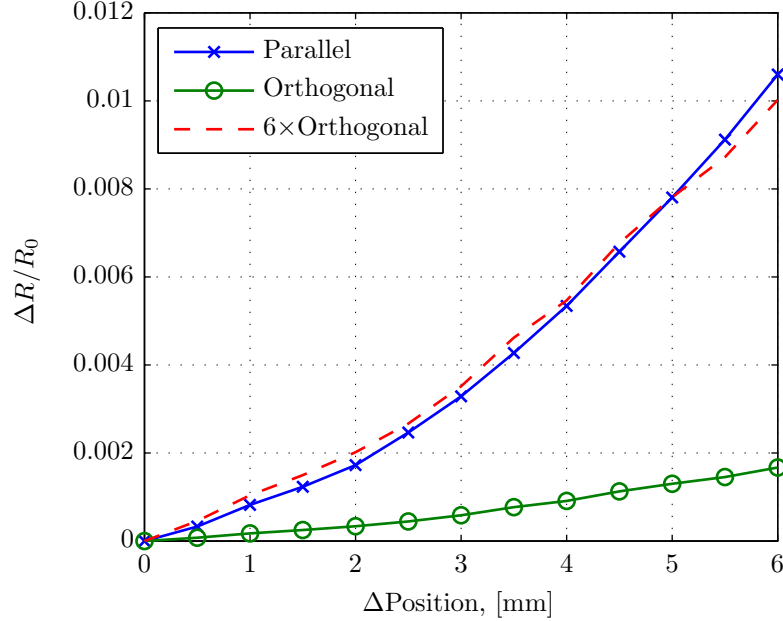 0.012
0.01
0.008
0.006
0.004
0.002
0
ΔR/R₀
Parallel
Orthogonal
6×Orthogonal
0 1 2 3 4 5 6
ΔPosition, [mm]